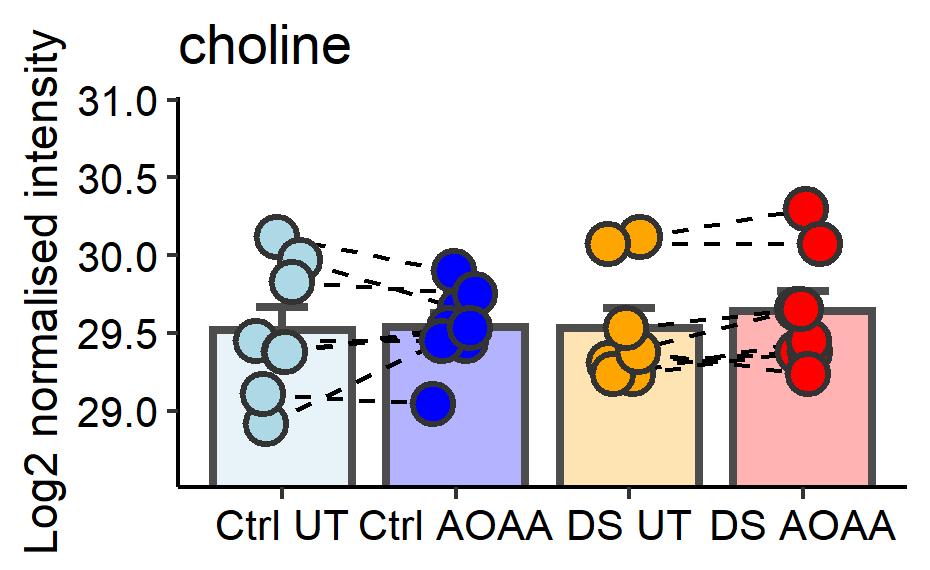 choline
Log2 normalised intensity
31.0
30.5
30.0
29.5
29.0
Ctrl UT Ctrl AOAA DS UT DS AOAA